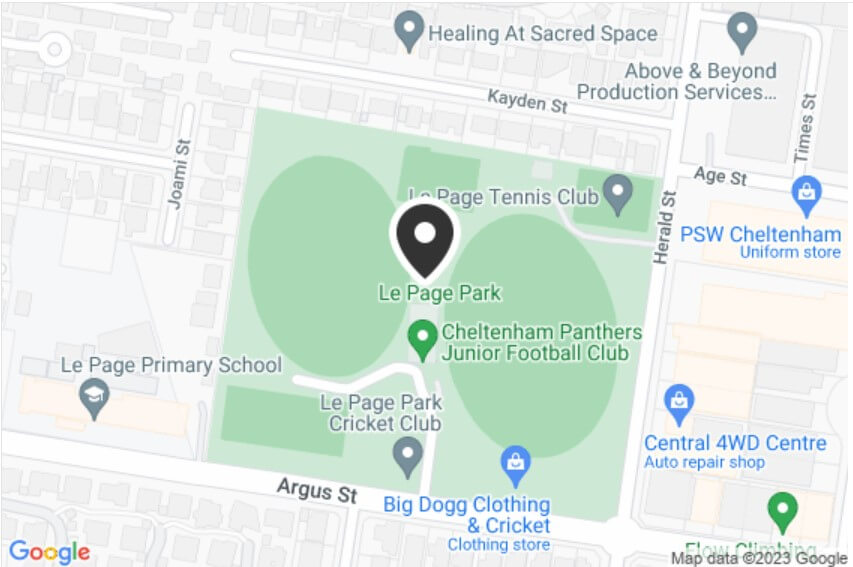 Healing At Sacred Space
Above & Beyond
Production Services...
Kayden St
Times St
Joami St
Age St
Le Page Tennis Club
Herald St
PSW Cheltenham
Uniform store
Le Page Park
Cheltenham Panthers
Junior Football Club
Le Page Primary School
Le Page Park
Cricket Club
Central 4WD Centre
Auto repair shop
Argus St
Big Dogg Clothing
& Cricket
Clothing store
Flow Climbing
Google
Map data ©2023 Google